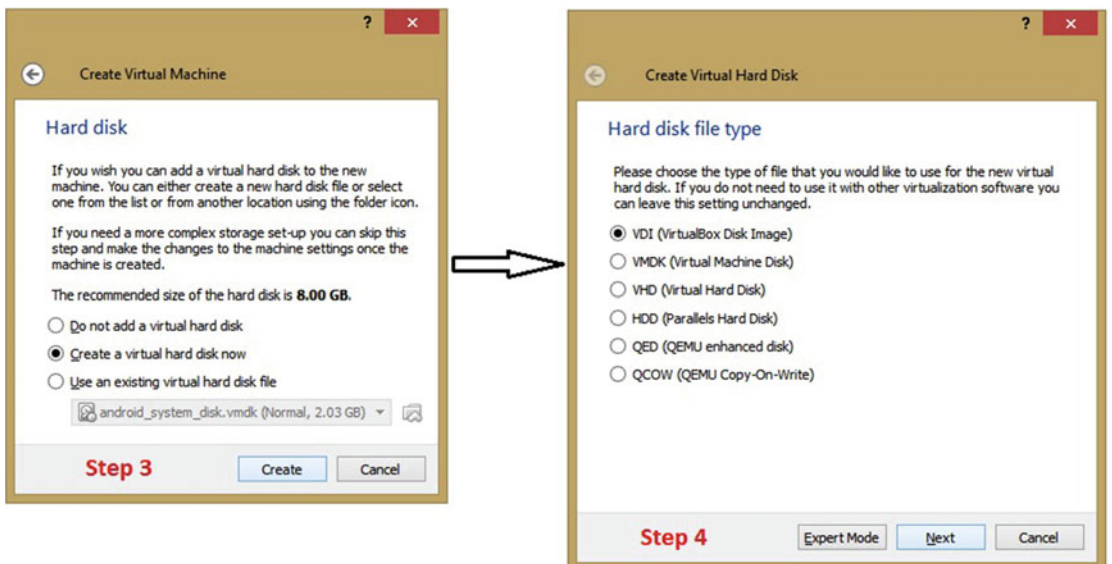 ?
Create Virtual Machine
Hard disk
If you wish you can add a virtual hard disk to the new
machine. You can either create a new hard disk file or select
one from the list or from another location using the folder icon.
If you need a more complex storage set-up you can skip this
step and make the changes to the machine settings once the
machine is created.
The recommended size of the hard disk is 8.00 GB.
Do not add a virtual hard disk
Create a virtual hard disk now
Use an existing virtual hard disk file
android_system_disk.vmdk (Normal, 2.03 GB)
Step 3
Create
Cancel
?
Create Virtual Hard Disk
Hard disk file type
Please choose the type of file that you would like to use for the new virtual
hard disk. If you do not need to use it with other virtualization software you
can leave this setting unchanged.
VDI (VirtualBox Disk Image)
VMDK (Virtual Machine Disk)
VHD (Virtual Hard Disk)
HDD (Parallels Hard Disk)
QED (QEMU enhanced disk)
QCOW (QEMU Copy-On-Write)
Step 4
Expert Mode
Next
Cancel